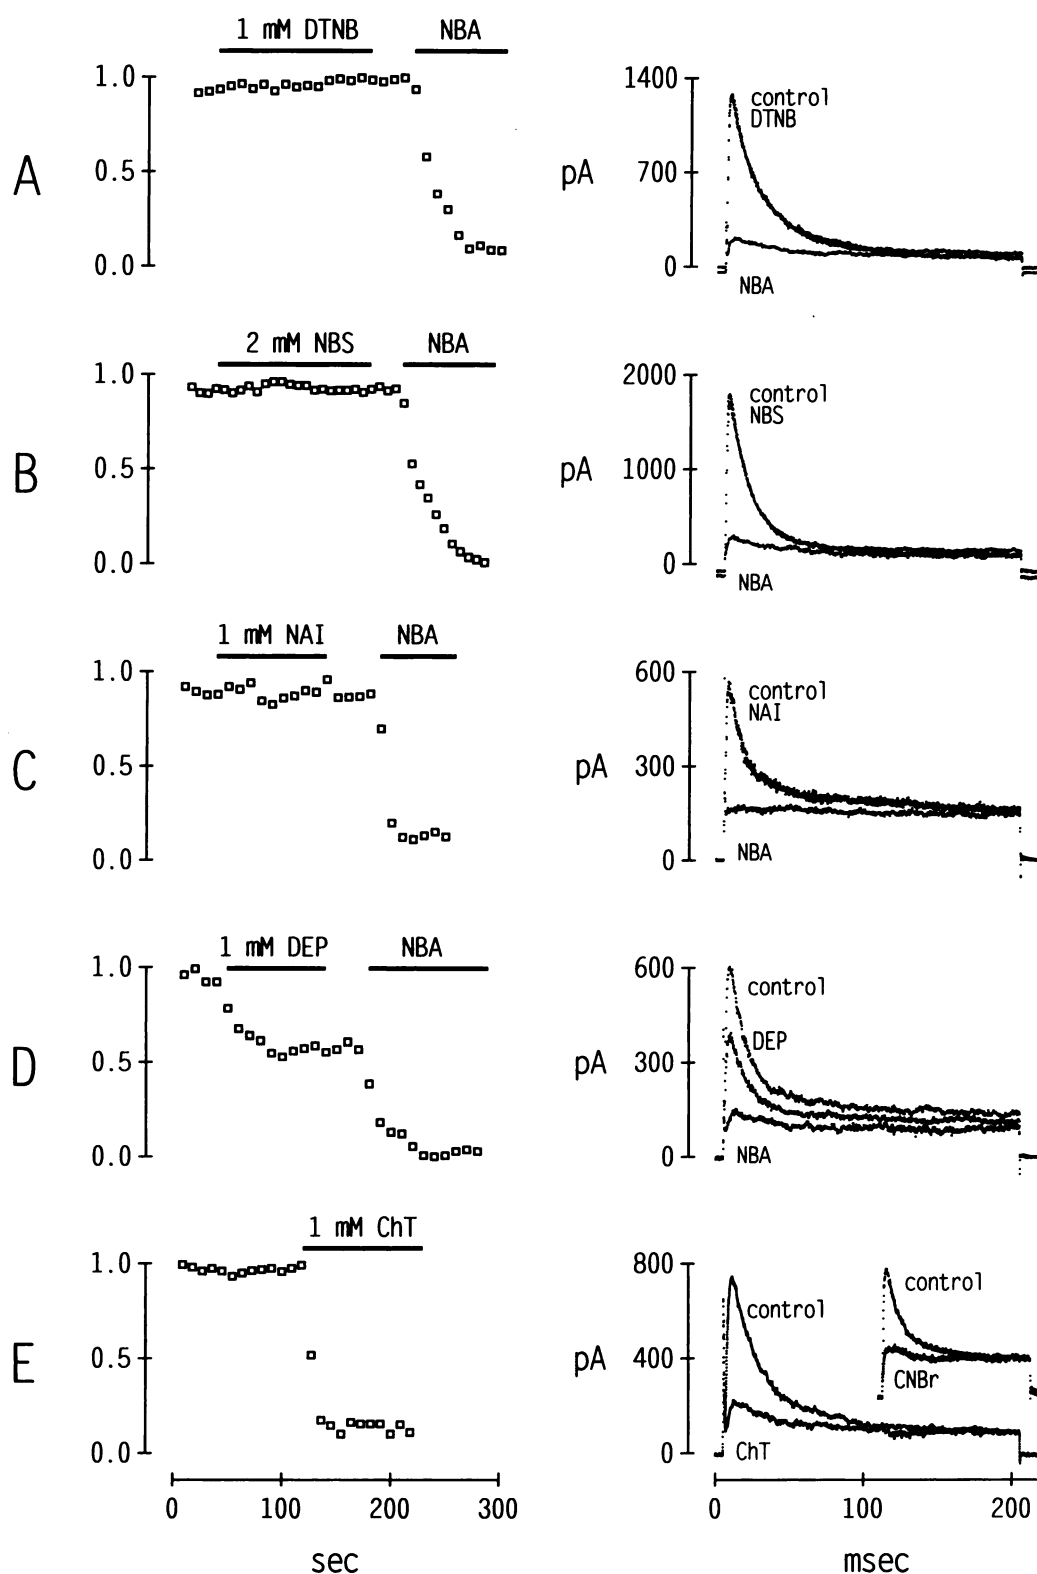 1 mM DTNB NBA
A
1.0
0.5
0.0
pA
1400
700
0
control
DTNB
NBA
2 mM NBS NBA
B
1.0
0.5
0.0
pA
2000
1000
0
control
NBS
NBA
1 mM NAI NBA
C
1.0
0.5
0.0
pA
600
300
0
control
NAI
NBA
1 mM DEP NBA
D
1.0
0.5
0.0
pA
600
300
0
control
DEP
NBA
1 mM ChT
E
1.0
0.5
0.0
pA
800
400
0
control
control
CNBr
ChT
0 100 200 300
sec
0 100 200
msec